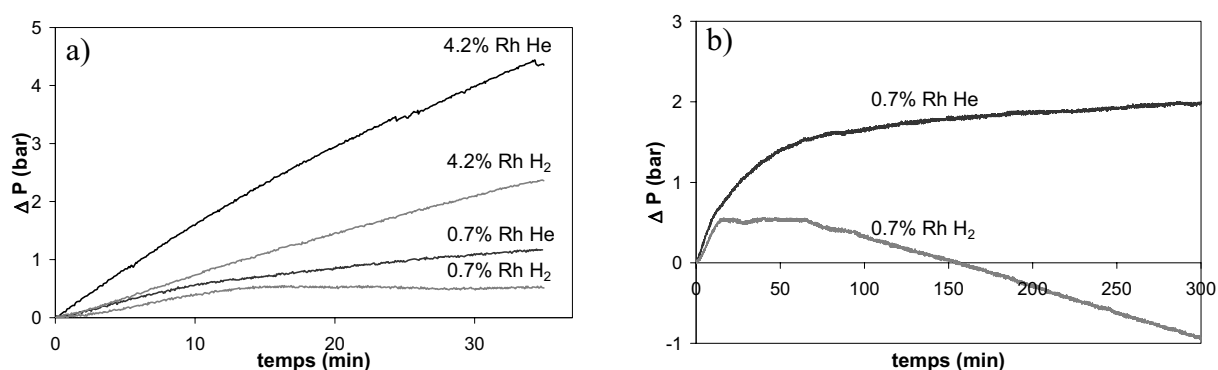 a)
5
4
3
2
1
0
Δ P (bar)
4.2% Rh He
4.2% Rh H₂
0.7% Rh He
0.7% Rh H₂
0 10 20 30
temps (min)
b)
3
2
1
0
-1
Δ P (bar)
0.7% Rh He
0.7% Rh H₂
0 50 100 150 200 250 300
temps (min)